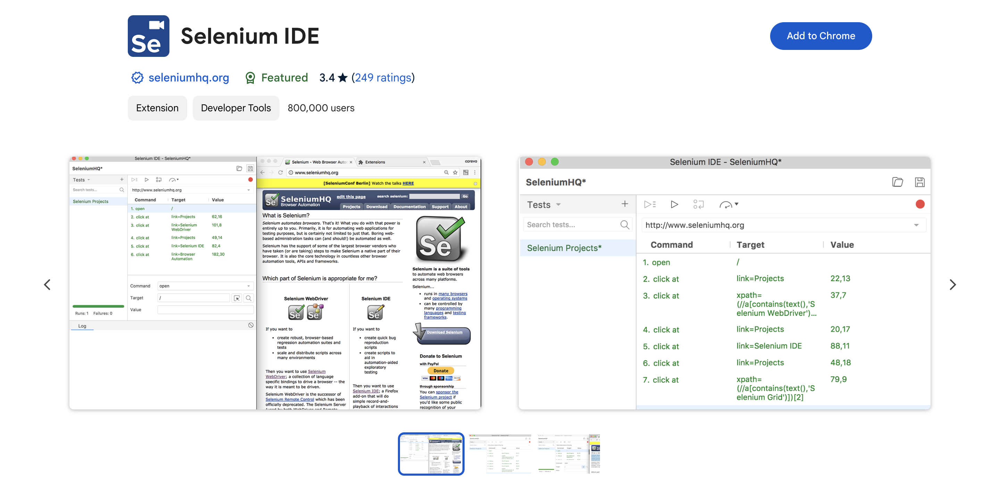 Se
Selenium IDE
Add to Chrome
seleniumhq.org
Featured
3.4 ★ (249 ratings)
Extension
Developer Tools
800,000 users
Selenium IDE - SeleniumHQ*
SeleniumHQ*
Tests
Search tests...
http://www.seleniumhq.org
Selenium Projects
Command Target Value
1. open /
2. click at link=Projects 62,16
3. click at link=Selenium 101,8
WebDriver
4. click at link=Projects 49,14
5. click at link=Selenium IDE 82,4
6. click at link=Browser 182,30
Automation
Command open
Target /
Value
Runs: 1 Failures: 0
Log
Selenium - Web Browser Autor
Extensions
corevo
www.seleniumhq.org
[SeleniumConf Berlin] Watch the talks HERE
Se
SeleniumHQ
Browser Automation
edit this page
search selenium:
Go
Projects Download Documentation Support About
What is Selenium?
Selenium automates browsers. That's it! What you do with that power is
entirely up to you. Primarily, it is for automating web applications for
testing purposes, but is certainly not limited to just that. Boring web-
based administration tasks can (and should!) be automated as well.
Selenium has the support of some of the largest browser vendors who
have taken (or are taking) steps to make Selenium a native part of their
browser. It is also the core technology in countless other browser
automation tools, APIs and frameworks.
Which part of Selenium is appropriate for me?
Selenium WebDriver
Se Se
If you want to
• create robust, browser-based
regression automation suites and
tests
• scale and distribute scripts across
many environments
Then you want to use Selenium
WebDriver; a collection of language
specific bindings to drive a browser -- the
way it is meant to be driven.
Selenium WebDriver is the successor of
Selenium Remote Control which has been
officially deprecated. The Selenium Server
(used by both WebDriver and Remote
Selenium IDE
Se
If you want to
• create quick bug
reproduction
scripts
• create scripts to
aid in
automation-aided
exploratory
testing
Then you want to use
Selenium IDE; a Firefox
add-on that will do
simple record-and-
playback of interactions
Se
Selenium is a suite of tools
to automate web browsers
across many platforms.
Selenium...
• runs in many browsers
and operating systems
• can be controlled by
many programming
languages and testing
frameworks.
Download Selenium
Donate to Selenium
with PayPal
Donate
VISA
through sponsorship
You can sponsor the
Selenium project if
you'd like some public
recognition of your
Selenium IDE - SeleniumHQ*
SeleniumHQ*
Tests
Search tests...
http://www.seleniumhq.org
Selenium Projects*
Command Target Value
1. open /
2. click at link=Projects 22,13
3. click at xpath= 37,7
(//a[contains(text(),'S
elenium WebDriver')...
4. click at link=Projects 20,17
5. click at link=Selenium IDE 88,11
6. click at link=Projects 48,18
7. click at xpath= 79,9
(//a[contains(text(),'S
elenium Grid')])[2]